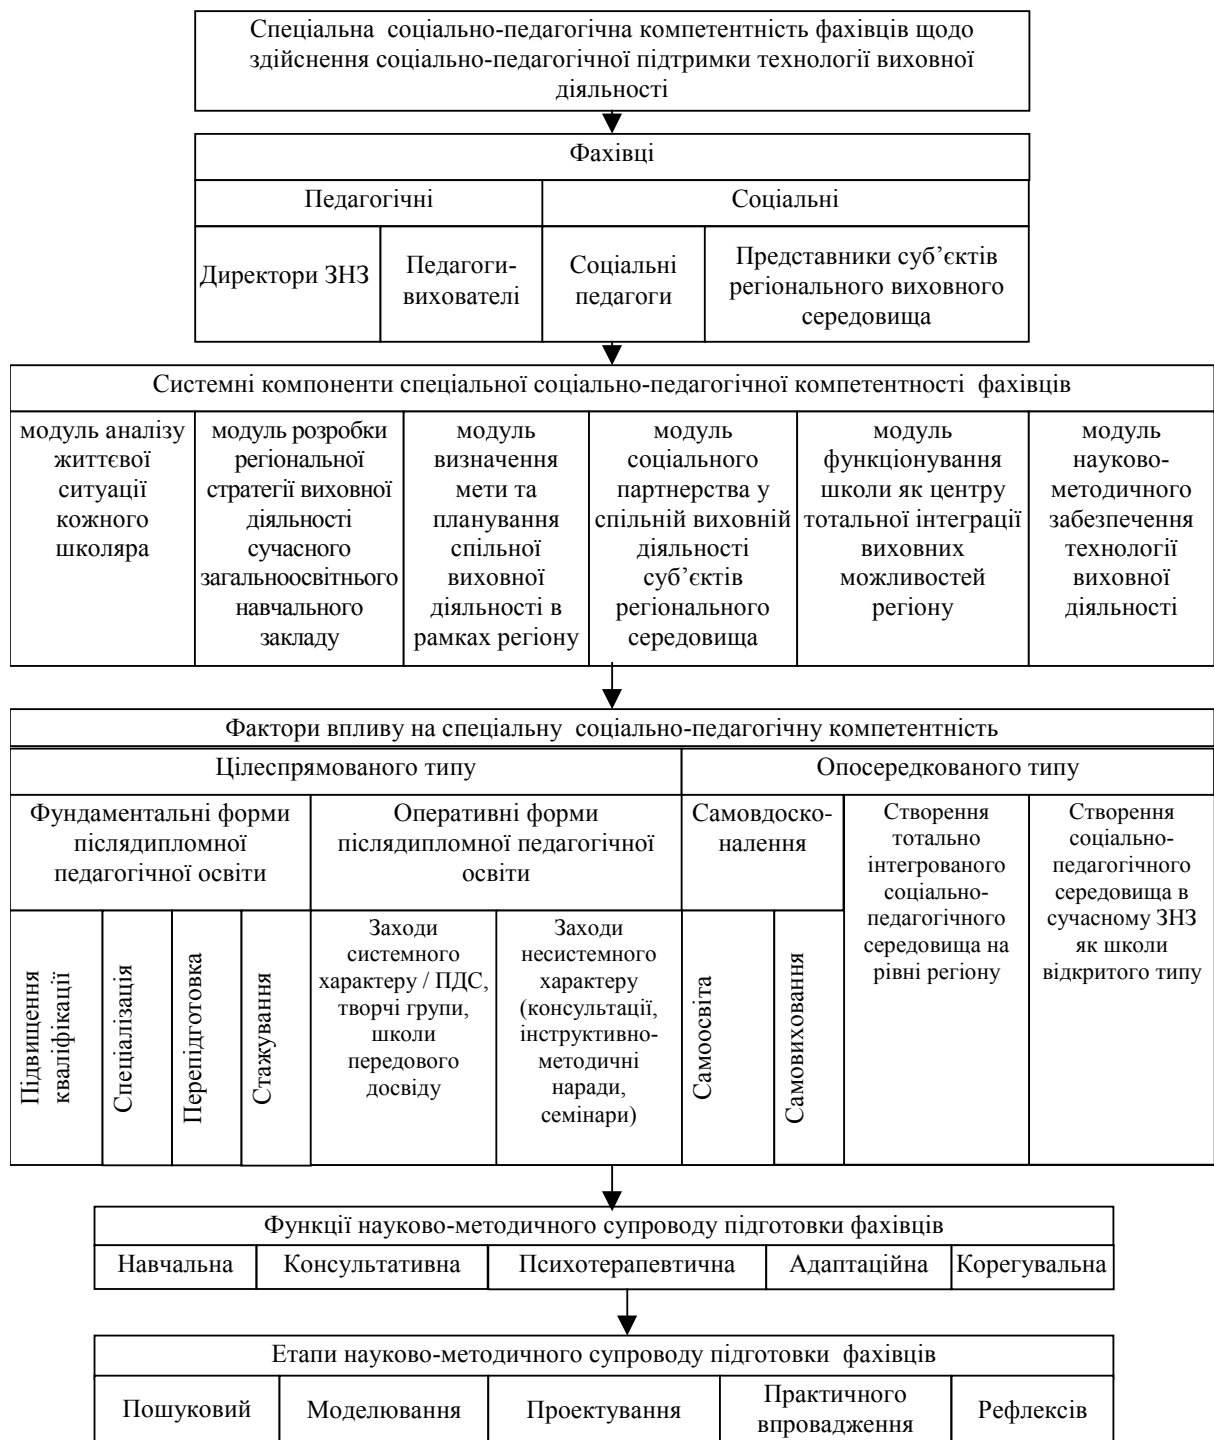 Спеціальна соціально-педагогічна компетентність фахівців щодо
здійснення соціально-педагогічної підтримки технології виховної
діяльності
Фахівці
Педагогічні
Соціальні
Директори ЗНЗ
Педагоги-
вихователі
Соціальні
педагоги
Представники суб’єктів
регіонального виховного
середовища
Системні компоненти спеціальної соціально-педагогічної компетентності фахівців
модуль аналізу
життєвої
ситуації
кожного
школяра
модуль розробки
регіональної
стратегії виховної
діяльності
сучасного
загальноосвітнього
навчального
закладу
модуль
визначення
мети та
планування
спільної
виховної
діяльності в
рамках регіону
модуль
соціального
партнерства у
спільній виховній
діяльності
суб’єктів
регіонального
середовища
модуль
функціонування
школи як центру
тотальної інтеграції
виховних
можливостей
регіону
модуль
науково-
методичного
забезпечення
технології
виховної
діяльності
Фактори впливу на спеціальну соціально-педагогічну компетентність
Цілеспрямованого типу
Опосередкованого типу
Фундаментальні форми
післядипломної
педагогічної освіти
Оперативні форми
післядипломної педагогічної
освіти
Самовдоско-
налення
Створення
тотально
інтегрованого
соціально-
педагогічного
середовища на
рівні регіону
Створення
соціально-
педагогічного
середовища в
сучасному ЗНЗ
як школи
відкритого типу
Підвищення
кваліфікації
Спеціалізація
Перепідготовка
Стажування
Заходи
системного
характеру / ПДС,
творчі групи,
школи
передового
досвіду
Заходи
несистемного
характеру
(консультації,
інструктивно-
методичні
наради,
семінари)
Самоосвіта
Самовиховання
Функції науково-методичного супроводу підготовки фахівців
Навчальна
Консультативна
Психотерапевтична
Адаптаційна
Корегувальна
Етапи науково-методичного супроводу підготовки фахівців
Пошуковий
Моделювання
Проектування
Практичного
впровадження
Рефлексів